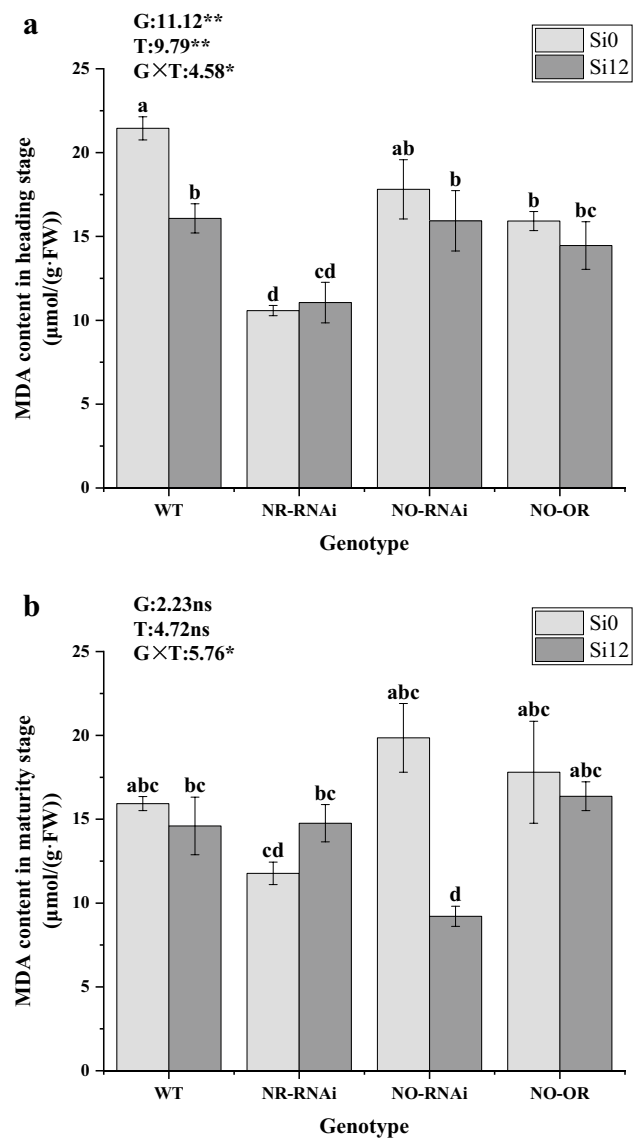 a
G:11.12**
T:9.79**
G×T:4.58*
Si0
Si12
MDA content in heading stage
(μmol/(g·FW))
25
20
15
10
5
0
a
b
d
cd
ab
b
b
bc
WT
NR-RNAi
NO-RNAi
NO-OR
Genotype
b
G:2.23ns
T:4.72ns
G×T:5.76*
Si0
Si12
MDA content in maturity stage
(μmol/(g·FW))
25
20
15
10
5
0
abc
bc
cd
bc
abc
d
abc
abc
WT
NR-RNAi
NO-RNAi
NO-OR
Genotype